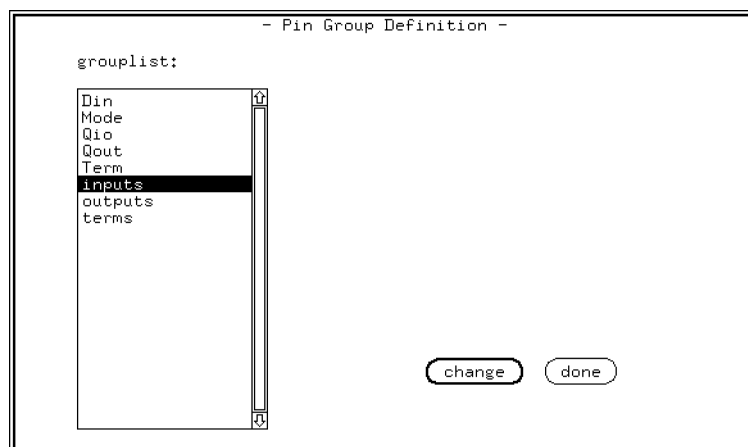 - Pin Group Definition -
grouplist:
Din
Mode
Qio
Qout
Term
inputs
outputs
terms
change
done